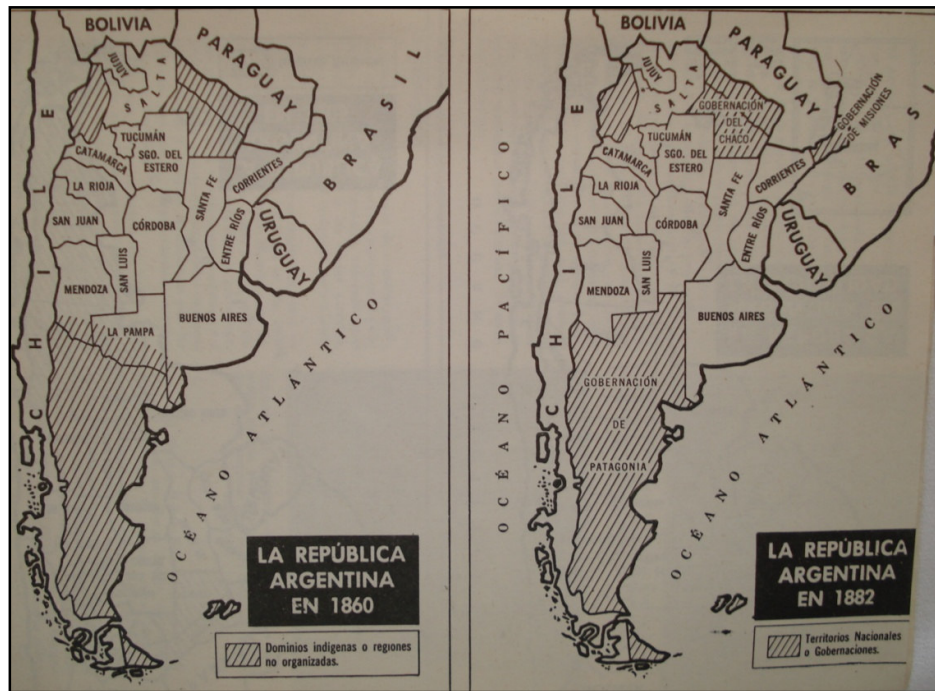 BOLIVIA
PARAGUAY
JUJUY
SALTA
TUCUMÁN
CATAMARCA
SGO. DEL
ESTERO
LA RIOJA
SANTA FE
CORRIENTES
SAN JUAN
CÓRDOBA
ENTRE RÍOS
URUGUAY
BRASIL
SAN LUIS
MENDOZA
LA PAMPA
BUENOS AIRES
CHILE
OCÉANO ATLÁNTICO
LA REPÚBLICA
ARGENTINA
EN 1860
Dominios indígenas o regiones
no organizadas.
OCÉANO PACÍFICO
BOLIVIA
PARAGUAY
JUJUY
SALTA
GOBERNACIÓN
DEL
CHACO
GOBERNACIÓN
DE MISIONES
TUCUMÁN
CATAMARCA
SGO. DEL
ESTERO
LA RIOJA
SANTA FE
CORRIENTES
SAN JUAN
CÓRDOBA
ENTRE RÍOS
URUGUAY
BRASIL
SAN LUIS
MENDOZA
BUENOS AIRES
CHILE
GOBERNACIÓN
DE
PATAGONIA
OCÉANO ATLÁNTICO
LA REPÚBLICA
ARGENTINA
EN 1882
Territorios Nacionales
o Gobernaciones.